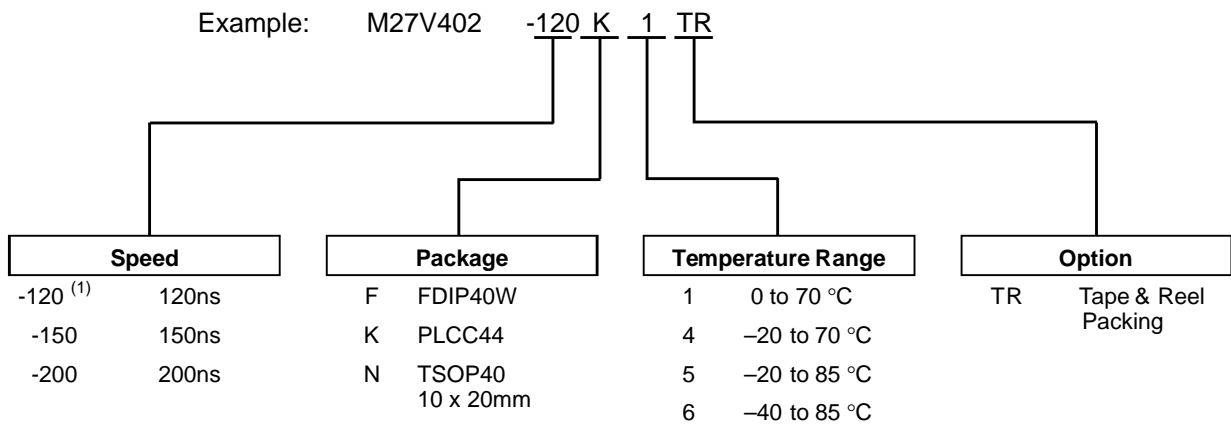 Example: M27V402 -120 K 1 TR
Speed
-120 (1) 120ns
-150 150ns
-200 200ns
Package
F FDIP40W
K PLCC44
N TSOP40
10 x 20mm
Temperature Range
1 0 to 70 °C
4 –20 to 70 °C
5 –20 to 85 °C
6 –40 to 85 °C
Option
TR Tape & Reel
Packing